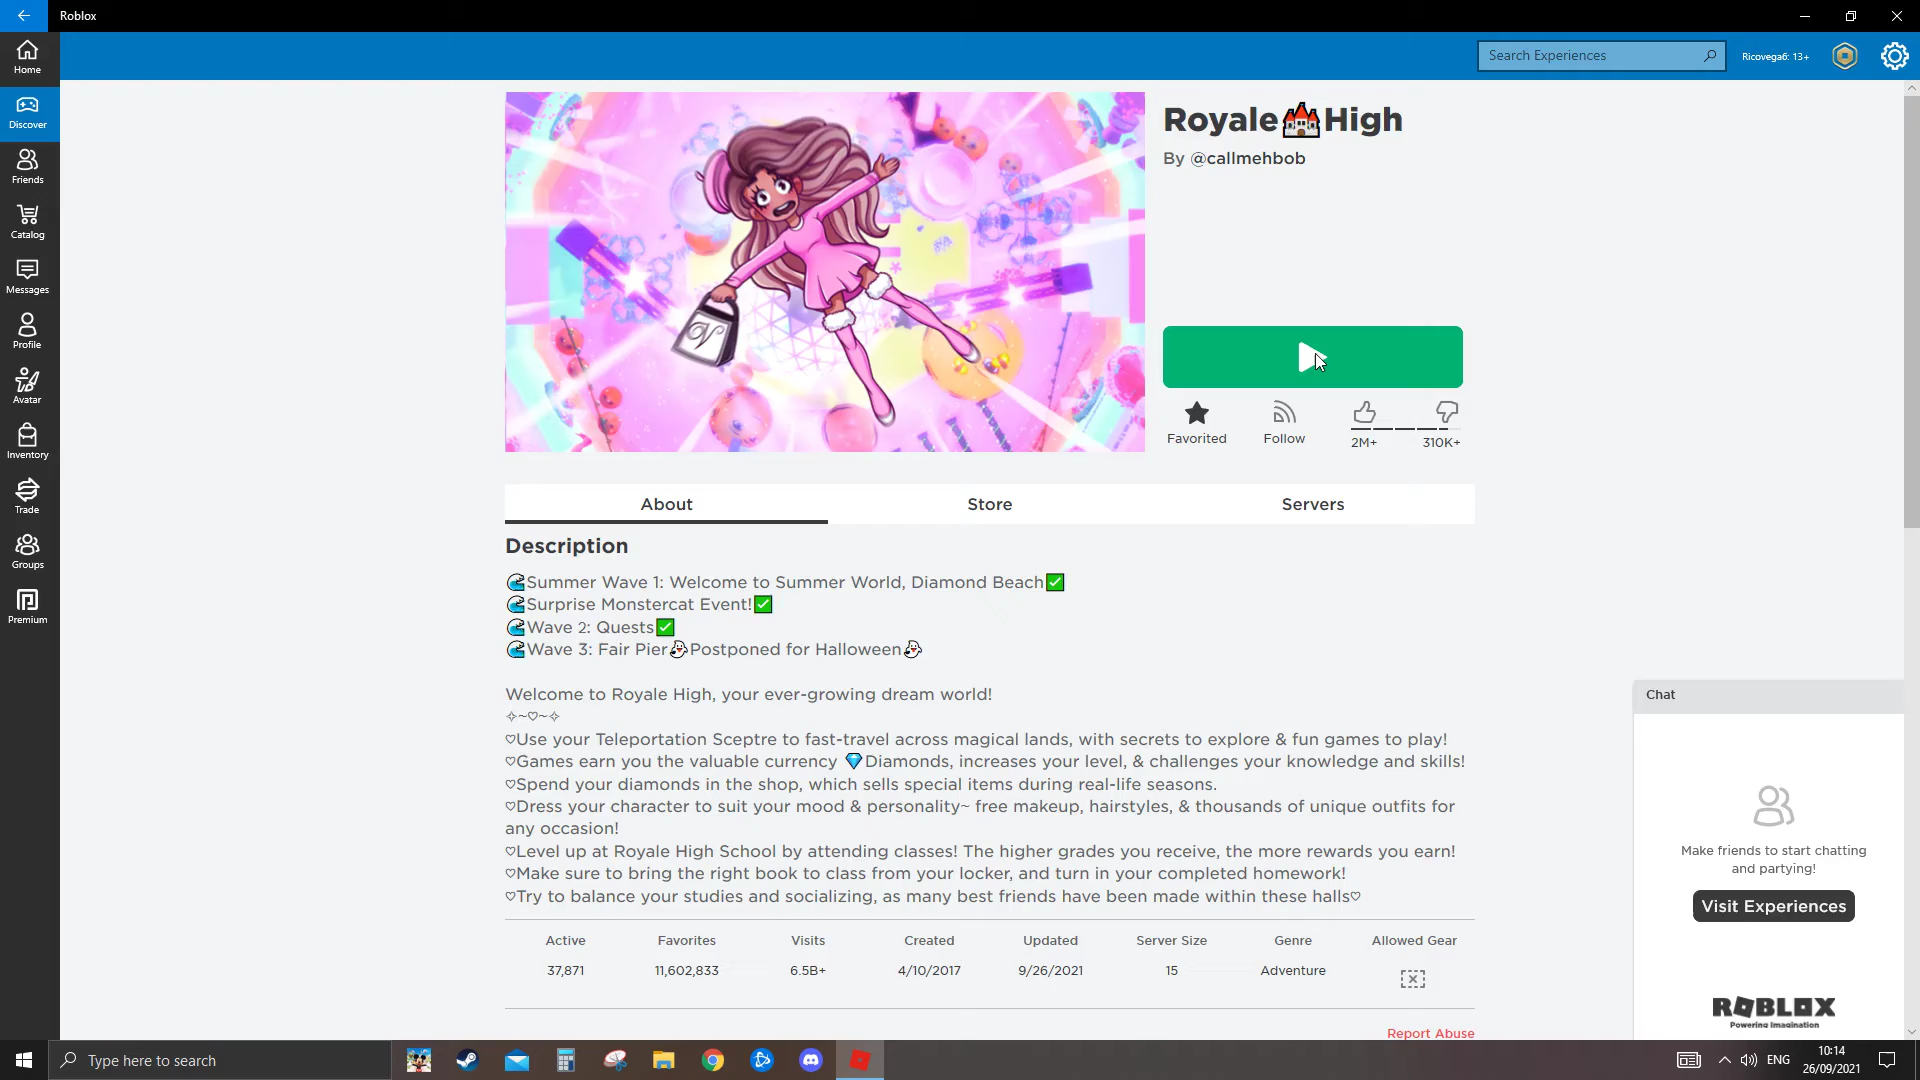 Roblox
Search Experiences
Ricovega6: 13+
Home
Discover
Friends
Catalog
Messages
Profile
Avatar
Inventory
Trade
Groups
Premium
Royale🏰High
By @callmehbob
Favorited
Follow
2M+
310K+
About
Store
Servers
Description
🌊Summer Wave 1: Welcome to Summer World, Diamond Beach✅
🌊Surprise Monstercat Event!✅
🌊Wave 2: Quests✅
🌊Wave 3: Fair Pier👻Postponed for Halloween👻
Welcome to Royale High, your ever-growing dream world!
✧~♡~✧
♡Use your Teleportation Sceptre to fast-travel across magical lands, with secrets to explore & fun games to play!
♡Games earn you the valuable currency 💎Diamonds, increases your level, & challenges your knowledge and skills!
♡Spend your diamonds in the shop, which sells special items during real-life seasons.
♡Dress your character to suit your mood & personality~ free makeup, hairstyles, & thousands of unique outfits for
any occasion!
♡Level up at Royale High School by attending classes! The higher grades you receive, the more rewards you earn!
♡Make sure to bring the right book to class from your locker, and turn in your completed homework!
♡Try to balance your studies and socializing, as many best friends have been made within these halls♡
Active Favorites Visits Created Updated Server Size Genre Allowed Gear
37,871 11,602,833 6.5B+ 4/10/2017 9/26/2021 15 Adventure
Report Abuse
Chat
Make friends to start chatting
and partying!
Visit Experiences
ROBLOX
Powering Imagination
Type here to search
ENG
10:14
26/09/2021